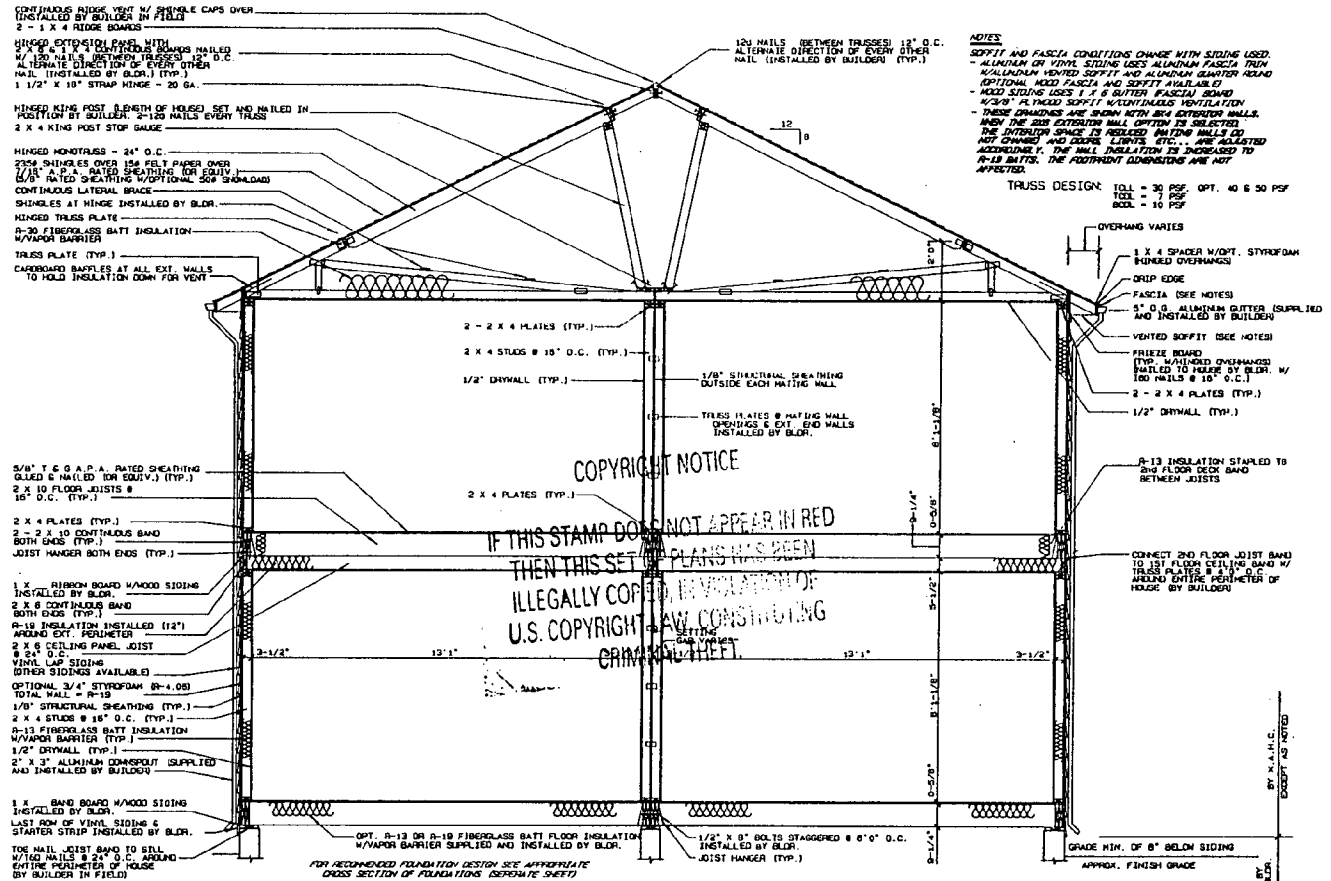 CONTINUOUS RIDGE VENT W/ SHINGLE CAPS OVER
(INSTALLED BY BUILDER IN FIELD)
2 - 1 X 4 RIDGE BOARDS
HINGED EXTENSION PANEL WITH
2 X 6 & 1 X 4 CONTINUOUS BOARDS NAILED
W/ 12D NAILS (BETWEEN TRUSSES) 12" O.C.
ALTERNATE DIRECTION OF EVERY OTHER
NAIL (INSTALLED BY BLDR.) (TYP.)
1 1/2" X 18" STRAP HINGE - 20 GA.
HINGED KING POST (LENGTH OF HOUSE) SET AND NAILED IN
POSITION BY BUILDER. 2-12D NAILS EVERY TRUSS
2 X 4 KING POST STOP GAUGE
HINGED MONOTRUSS - 24" O.C.
235# SHINGLES OVER 15# FELT PAPER OVER
7/16" A.P.A. RATED SHEATHING (OR EQUIV.)
(5/8" RATED SHEATHING W/OPTIONAL 50# SNOWLOAD)
CONTINUOUS LATERAL BRACE
SHINGLES AT HINGE INSTALLED BY BLDR.
HINGED TRUSS PLATE
R-30 FIBERGLASS BATT INSULATION
W/VAPOR BARRIER
TRUSS PLATE (TYP.)
CARDBOARD BAFFLES AT ALL EXT. WALLS
TO HOLD INSULATION DOWN FOR VENT
12D NAILS (BETWEEN TRUSSES) 12" O.C.
ALTERNATE DIRECTION OF EVERY OTHER
NAIL (INSTALLED BY BUILDER) (TYP.)
12
8
NOTES
SOFFIT AND FASCIA CONDITIONS CHANGE WITH SIDING USED.
- ALUMINUM OR VINYL SIDING USES ALUMINUM FASCIA TRIM
W/ALUMINUM VENTED SOFFIT AND ALUMINUM QUARTER ROUND
(OPTIONAL WOOD FASCIA AND SOFFIT AVAILABLE)
- WOOD SIDING USES 1 X 6 GUTTER (FASCIA) BOARD
W/3/8" PLYWOOD SOFFIT W/CONTINUOUS VENTILATION
- THESE DRAWINGS ARE SHOWN WITH 2X4 EXTERIOR WALLS.
WHEN THE 2X6 EXTERIOR WALL OPTION IS SELECTED
THE INTERIOR SPACE IS REDUCED (MATING WALLS DO
NOT CHANGE) AND DOORS, LIGHTS, ETC... ARE ADJUSTED
ACCORDINGLY. THE WALL INSULATION IS INCREASED TO
R-19 BATTS. THE FOOTPRINT DIMENSIONS ARE NOT
AFFECTED.
TRUSS DESIGN: TCLL = 30 PSF. OPT. 40 & 50 PSF
TCDL = 7 PSF
BCDL = 10 PSF
OVERHANG VARIES
1 X 4 SPACER W/OPT. STYROFOAM
(HINGED OVERHANGS)
DRIP EDGE
FASCIA (SEE NOTES)
5" O.G. ALUMINUM GUTTER (SUPPLIED
AND INSTALLED BY BUILDER)
VENTED SOFFIT (SEE NOTES)
FRIEZE BOARD
(TYP. W/HINGED OVERHANGS)
(NAILED TO HOUSE BY BLDR. W/
16D NAILS @ 16" O.C.)
2 - 2 X 4 PLATES (TYP.)
1/2" DRYWALL (TYP.)
2'0"
2 - 2 X 4 PLATES (TYP.)
2 X 4 STUDS @ 16" O.C. (TYP.)
1/2" DRYWALL (TYP.)
1/8" STRUCTURAL SHEATHING
OUTSIDE EACH MATING WALL
TRUSS PLATES @ MATING WALL
OPENINGS & EXT. END WALLS
INSTALLED BY BLDR.
8'1-1/8"
COPYRIGHT NOTICE
IF THIS STAMP DOES NOT APPEAR IN RED
THEN THIS SET PLANS HAS BEEN
ILLEGALLY COPIED, IN VIOLATION OF
U.S. COPYRIGHT LAW, CONSTITUTING
CRIMINAL THEFT.
5/8" T & G A.P.A. RATED SHEATHING
GLUED & NAILED (OR EQUIV.) (TYP.)
2 X 10 FLOOR JOISTS @
16" O.C. (TYP.)
2 X 4 PLATES (TYP.)
2 - 2 X 10 CONTINUOUS BAND
BOTH ENDS (TYP.)
JOIST HANGER BOTH ENDS (TYP.)
1 X __ RIBBON BOARD W/WOOD SIDING
INSTALLED BY BLDR.
2 X 6 CONTINUOUS BAND
BOTH ENDS (TYP.)
R-19 INSULATION INSTALLED (12")
AROUND EXT. PERIMETER
2 X 6 CEILING PANEL JOIST
@ 24" O.C.
VINYL LAP SIDING
(OTHER SIDINGS AVAILABLE)
OPTIONAL 3/4" STYROFOAM (R-4.05)
TOTAL WALL = R-19
1/8" STRUCTURAL SHEATHING (TYP.)
2 X 4 STUDS @ 16" O.C. (TYP.)
R-13 FIBERGLASS BATT INSULATION
W/VAPOR BARRIER (TYP.)
1/2" DRYWALL (TYP.)
2" X 3" ALUMINUM DOWNSPOUT (SUPPLIED
AND INSTALLED BY BUILDER)
1 X __ BAND BOARD W/WOOD SIDING
INSTALLED BY BLDR.
LAST ROW OF VINYL SIDING &
STARTER STRIP INSTALLED BY BLDR.
TOE NAIL JOIST BAND TO SILL
W/16D NAILS @ 24" O.C. AROUND
ENTIRE PERIMETER OF HOUSE
(BY BUILDER IN FIELD)
2 X 4 PLATES (TYP.)
9-1/4"
0-5/8"
5-1/2"
SETTING
GAP VARIES
3-1/2"
13'1"
13'1"
3-1/2"
8'1-1/8"
0-5/8"
9-1/4"
R-13 INSULATION STAPLED TO
2nd FLOOR DECK BAND
BETWEEN JOISTS
CONNECT 2ND FLOOR JOIST BAND
TO 1ST FLOOR CEILING BAND W/
TRUSS PLATES @ 4'0" O.C.
AROUND ENTIRE PERIMETER OF
HOUSE (BY BUILDER)
OPT. R-13 OR R-19 FIBERGLASS BATT FLOOR INSULATION
W/VAPOR BARRIER SUPPLIED AND INSTALLED BY BLDR.
1/2" X 8" BOLTS STAGGERED @ 6'0" O.C.
INSTALLED BY BLDR.
JOIST HANGER (TYP.)
FOR RECOMMENDED FOUNDATION DESIGN SEE APPROPRIATE
CROSS SECTION OF FOUNDATIONS (SEPERATE SHEET)
GRADE MIN. OF 8" BELOW SIDING
APPROX. FINISH GRADE
BY N.A.H.C.
EXCEPT AS NOTED
BY
BLDR.